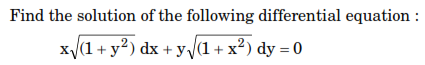 Find the solution of the following differential equation :
x√(1 + y²) dx + y√(1 + x²) dy = 0